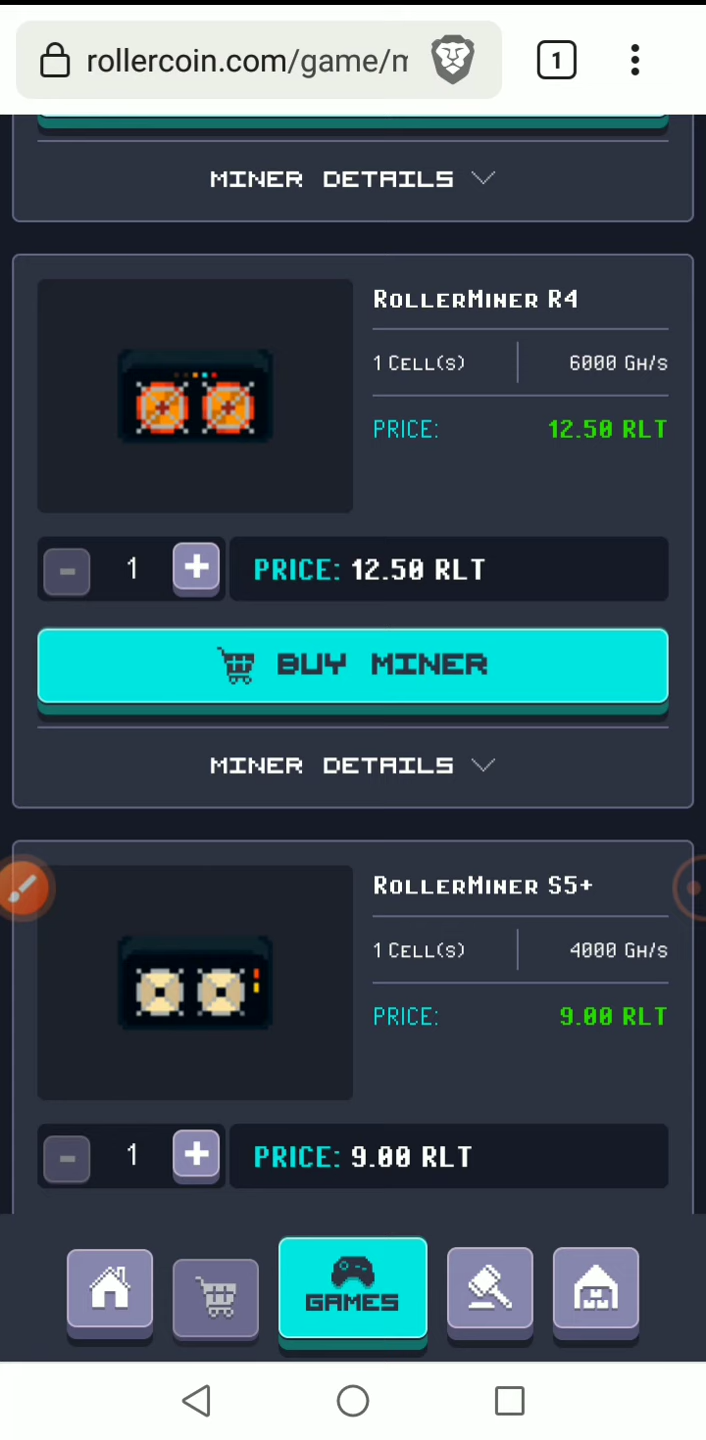 rollercoin.com/game/m
1
MINER DETAILS
ROLLERMINER R4
1 CELL(S)
6000 GH/S
PRICE:
12.50 RLT
-
1
+
PRICE: 12.50 RLT
BUY MINER
MINER DETAILS
ROLLERMINER S5+
1 CELL(S)
4000 GH/S
PRICE:
9.00 RLT
-
1
+
PRICE: 9.00 RLT
GAMES